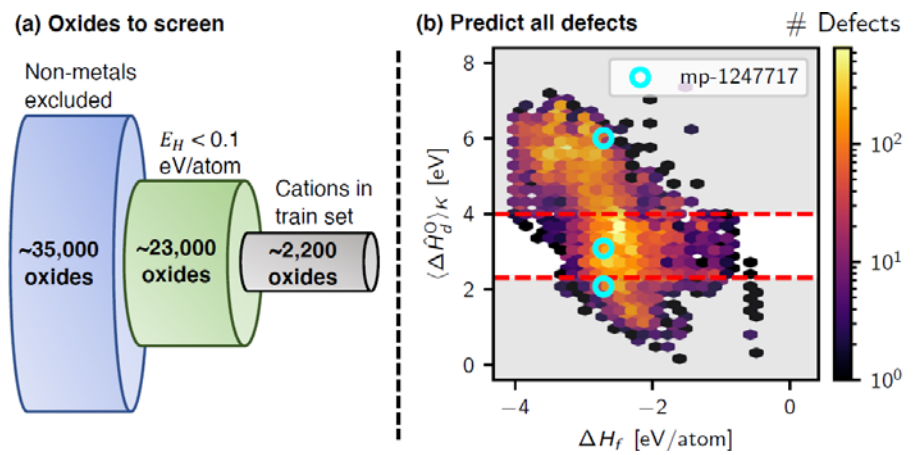 (a) Oxides to screen
Non-metals
excluded
E_H < 0.1
eV/atom
Cations in
train set
~35,000
oxides
~23,000
oxides
~2,200
oxides
(b) Predict all defects
# Defects
mp-1247717
8
6
4
2
0
⟨ΔĤ_d^O⟩_K [eV]
−4
−2
0
ΔH_f [eV/atom]
10^2
10^1
10^0